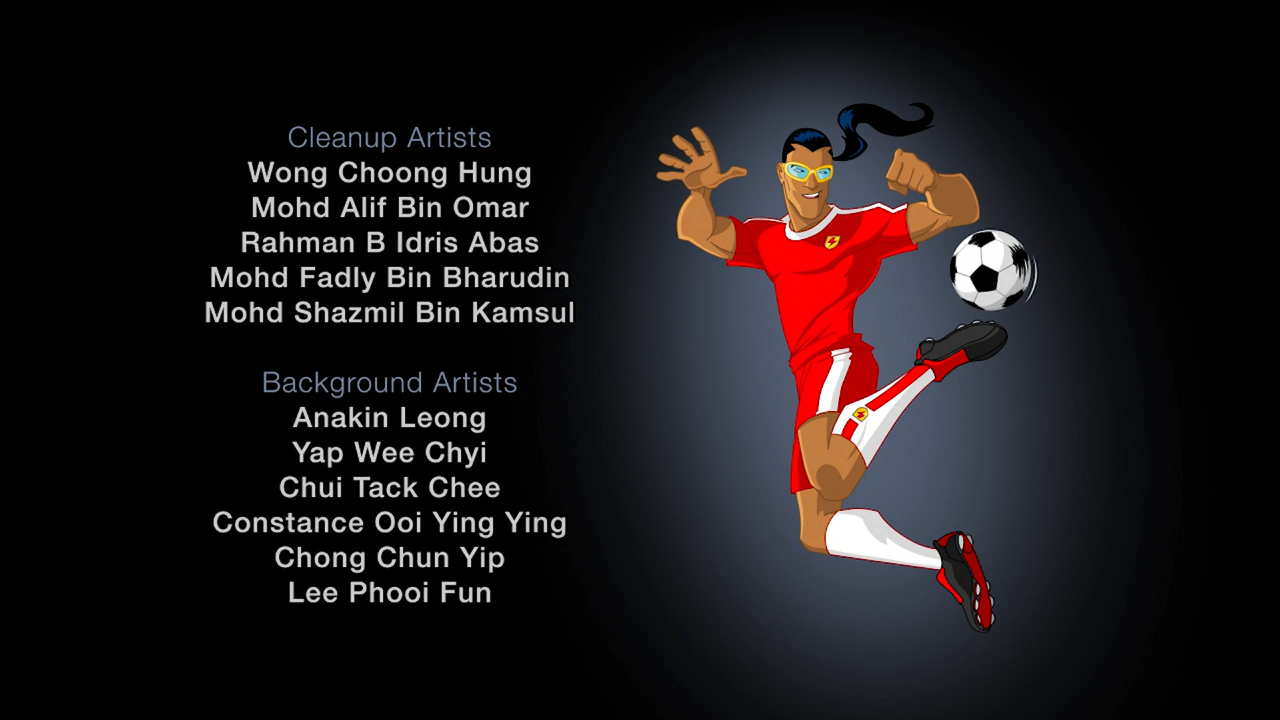 Cleanup Artists
Wong Choong Hung
Mohd Alif Bin Omar
Rahman B Idris Abas
Mohd Fadly Bin Bharudin
Mohd Shazmil Bin Kamsul
Background Artists
Anakin Leong
Yap Wee Chyi
Chui Tack Chee
Constance Ooi Ying Ying
Chong Chun Yip
Lee Phooi Fun